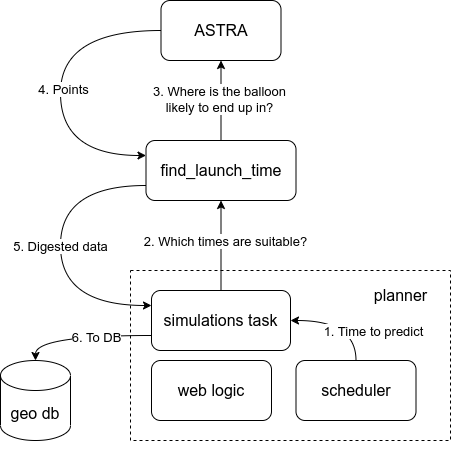 ASTRA
4. Points
3. Where is the balloon
likely to end up in?
find_launch_time
5. Digested data
2. Which times are suitable?
planner
simulations task
1. Time to predict
6. To DB
web logic
scheduler
geo db